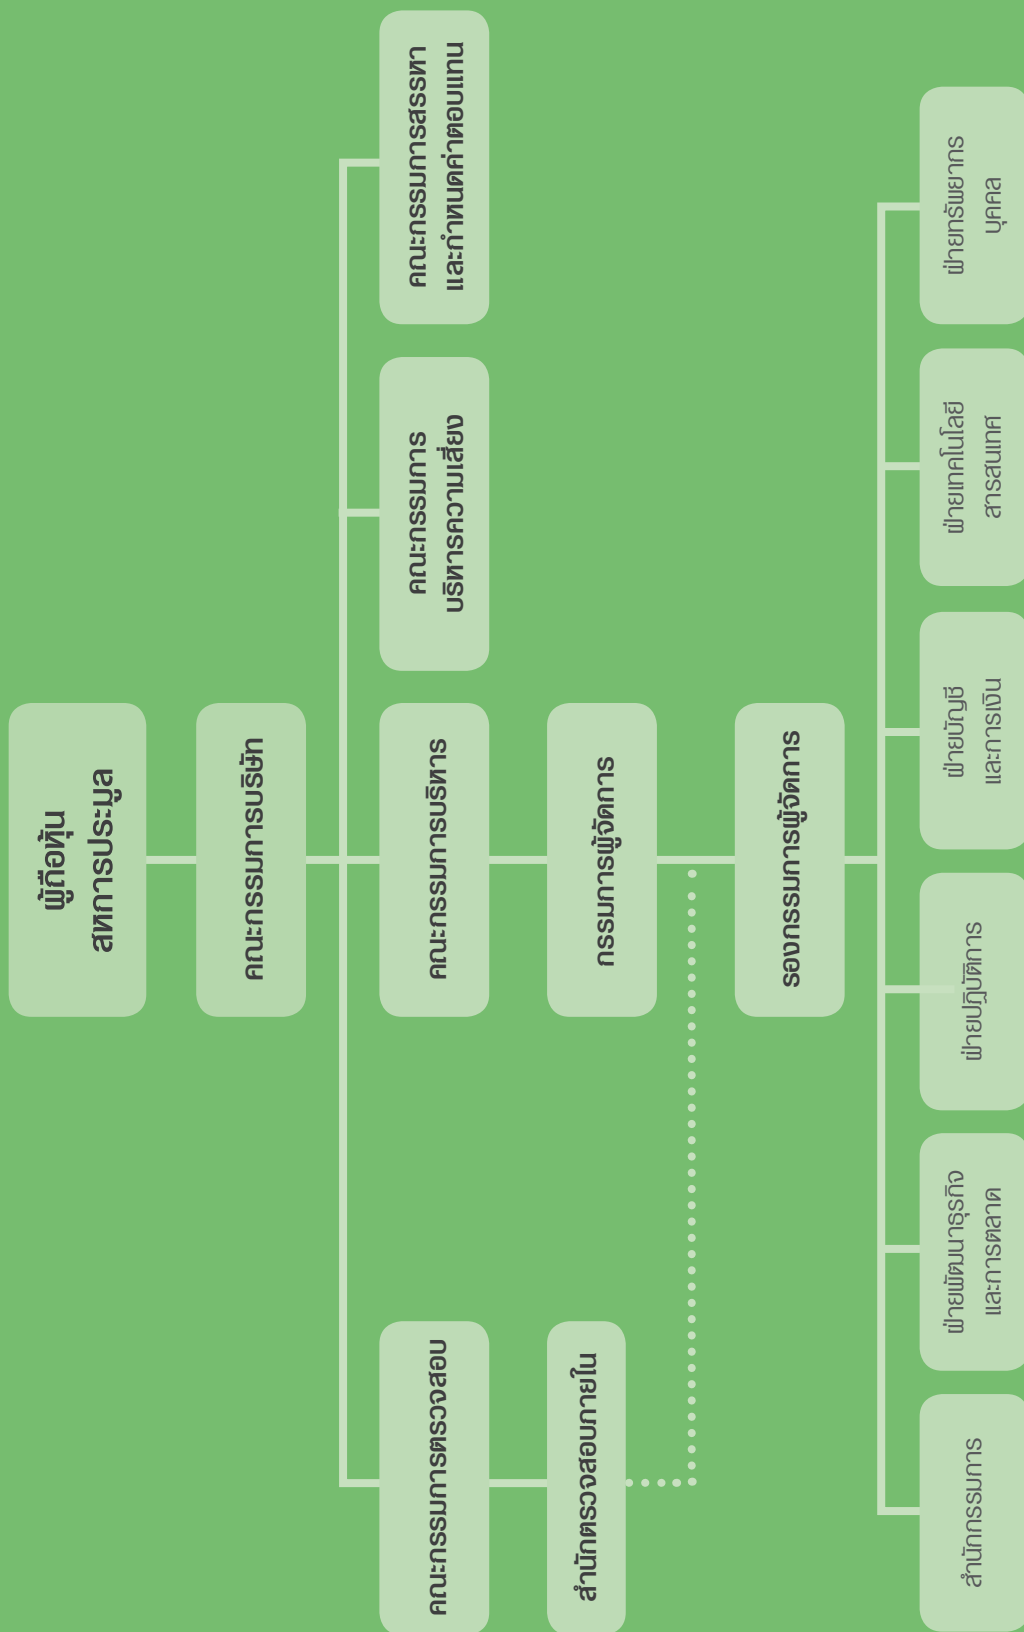 ผู้ถือหุ้น
สหการประมูล
คณะกรรมการบริษัท
คณะกรรมการตรวจสอบ
คณะกรรมการบริหาร
คณะกรรมการ
บริหารความเสี่ยง
คณะกรรมการสรรหา
และกำหนดค่าตอบแทน
สำนักตรวจสอบภายใน
กรรมการผู้จัดการ
รองกรรมการผู้จัดการ
สำนักกรรมการ
ฝ่ายพัฒนาธุรกิจ
และการตลาด
ฝ่ายปฏิบัติการ
ฝ่ายบัญชี
และการเงิน
ฝ่ายเทคโนโลยี
สารสนเทศ
ฝ่ายทรัพยากร
บุคคล